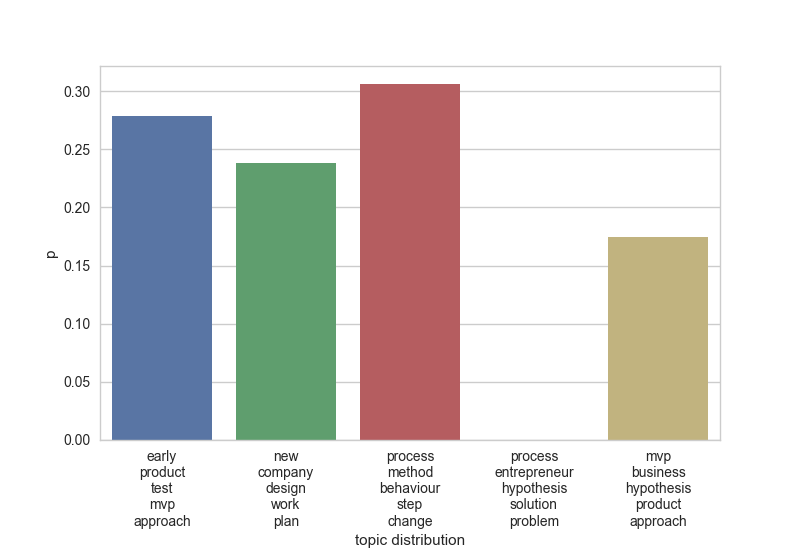 0.30
0.25
0.20
0.15
0.10
0.05
0.00
p
early
product
test
mvp
approach
new
company
design
work
plan
process
method
behaviour
step
change
process
entrepreneur
hypothesis
solution
problem
mvp
business
hypothesis
product
approach
topic distribution